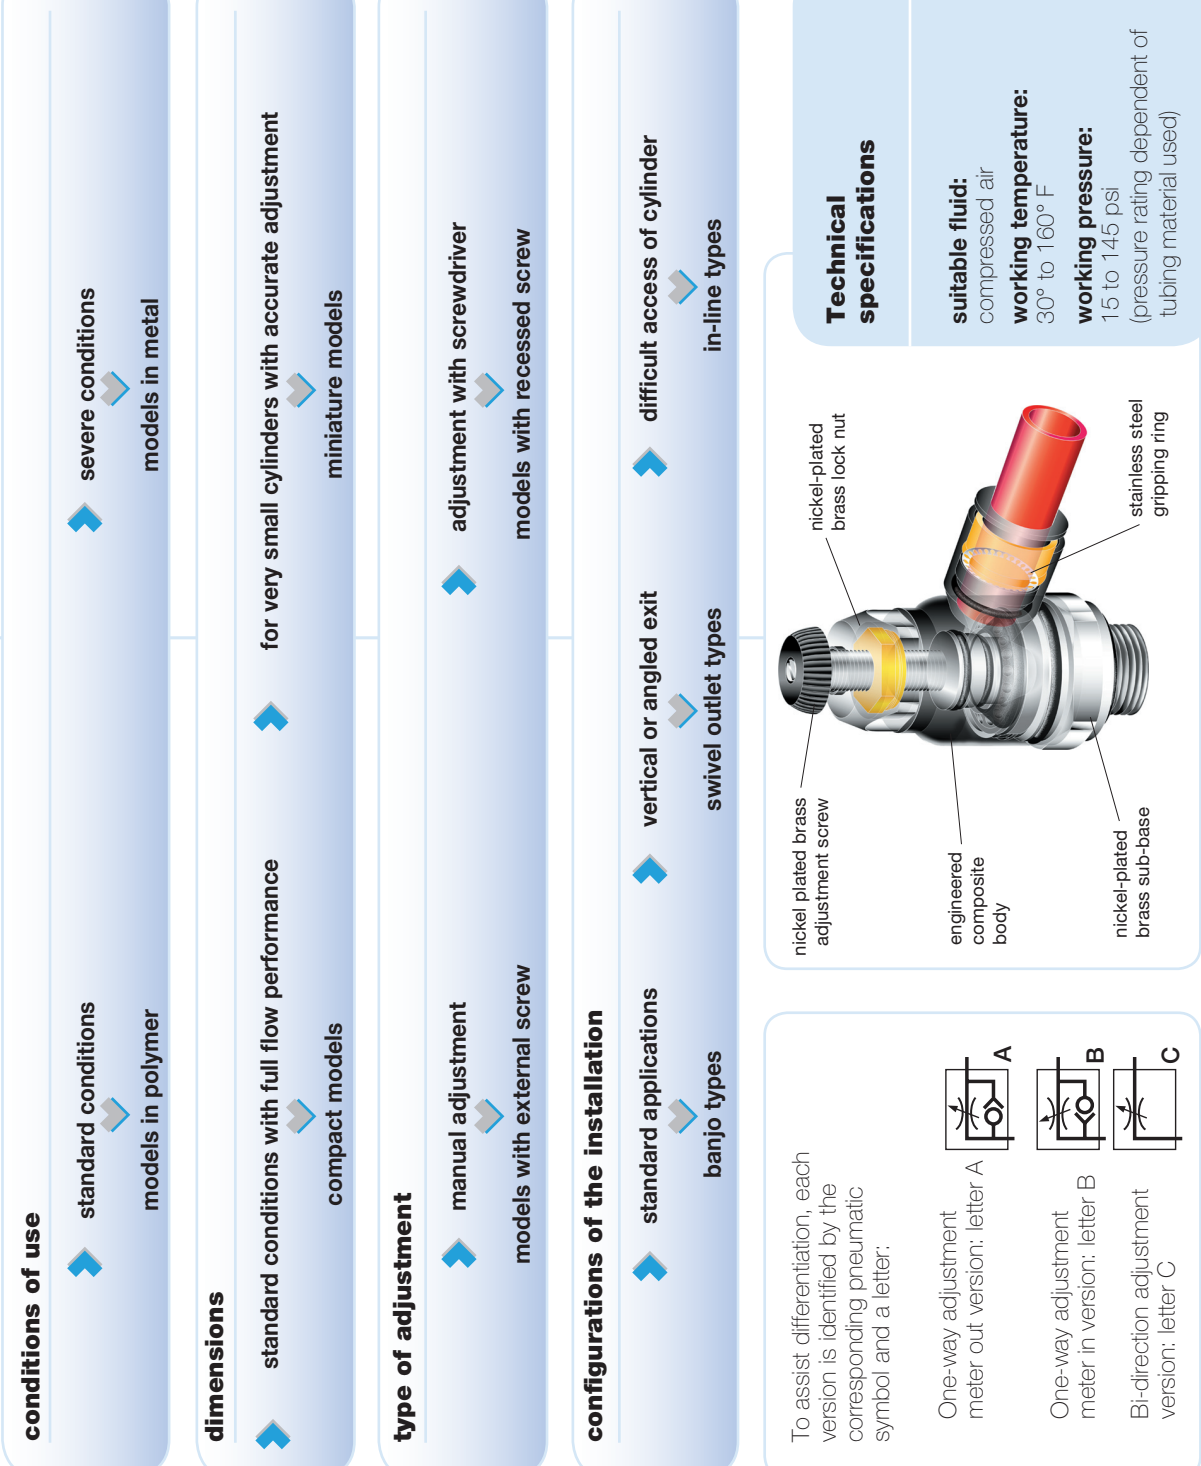 conditions of use
standard conditions
models in polymer
severe conditions
models in metal
dimensions
standard conditions with full flow performance
compact models
for very small cylinders with accurate adjustment
miniature models
type of adjustment
manual adjustment
models with external screw
adjustment with screwdriver
models with recessed screw
configurations of the installation
standard applications
banjo types
vertical or angled exit
swivel outlet types
difficult access of cylinder
in-line types
To assist differentiation, each
version is identified by the
corresponding pneumatic
symbol and a letter:
One-way adjustment
meter out version: letter A
A
One-way adjustment
meter in version: letter B
B
Bi-direction adjustment
version: letter C
C
nickel plated brass
adjustment screw
engineered
composite
body
nickel-plated
brass sub-base
nickel-plated
brass lock nut
stainless steel
gripping ring
Technical
specifications
suitable fluid:
compressed air
working temperature:
30° to 160° F
working pressure:
15 to 145 psi
(pressure rating dependent of
tubing material used)